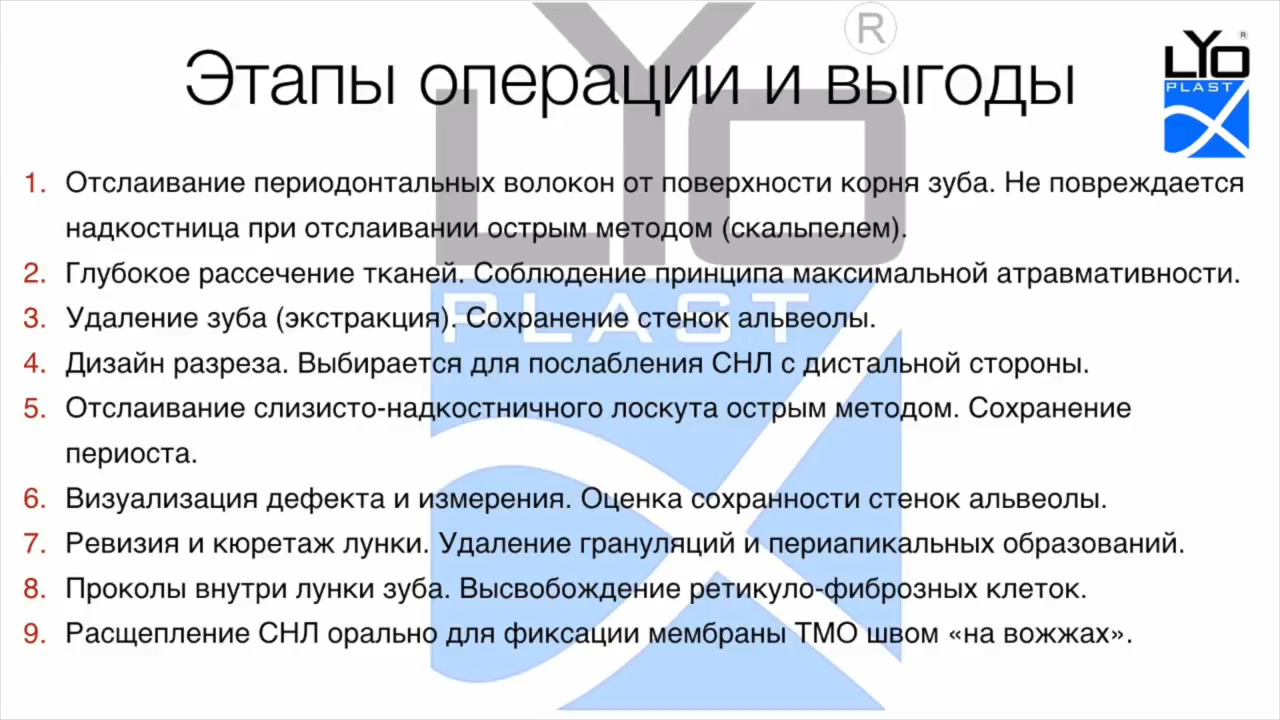 Этапы операции и выгоды
LYO ®
PLAST
LYO ®
PLAST
1. Отслаивание периодонтальных волокон от поверхности корня зуба. Не повреждается
надкостница при отслаивании острым методом (скальпелем).
2. Глубокое рассечение тканей. Соблюдение принципа максимальной атравмативности.
3. Удаление зуба (экстракция). Сохранение стенок альвеолы.
4. Дизайн разреза. Выбирается для послабления СНЛ с дистальной стороны.
5. Отслаивание слизисто-надкостничного лоскута острым методом. Сохранение
периоста.
6. Визуализация дефекта и измерения. Оценка сохранности стенок альвеолы.
7. Ревизия и кюретаж лунки. Удаление грануляций и периапикальных образований.
8. Проколы внутри лунки зуба. Высвобождение ретикуло-фиброзных клеток.
9. Расщепление СНЛ орально для фиксации мембраны ТМО швом «на вожжах».